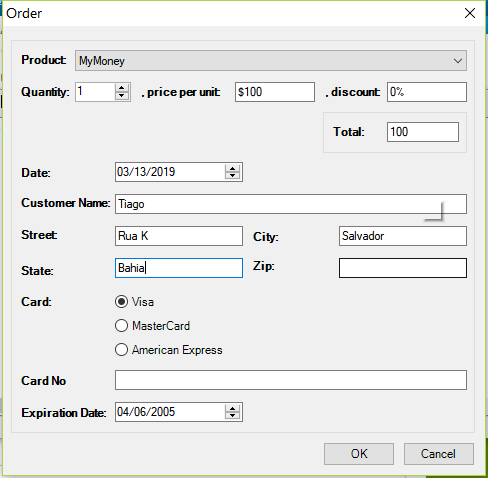 Order
Product: MyMoney
Quantity: 1 , price per unit: $100 , discount: 0%
Total: 100
Date: 03/13/2019
Customer Name: Tiago
Street: Rua K City: Salvador
State: Bahia Zip:
Card: Visa
MasterCard
American Express
Card No
Expiration Date: 04/06/2005
OK Cancel